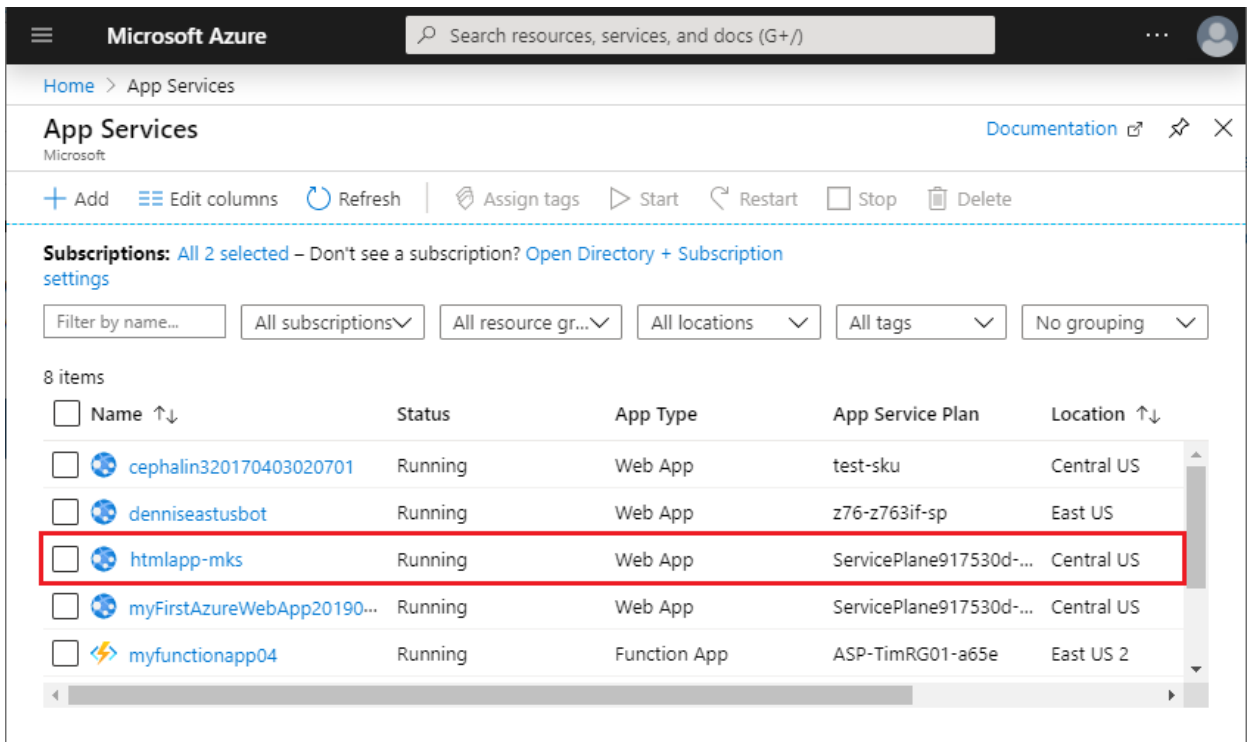 Microsoft Azure Search resources, services, and docs (G+/) ...
Home > App Services
App Services Documentation
Microsoft
Add Edit columns Refresh Assign tags Start Restart Stop Delete
Subscriptions: All 2 selected – Don't see a subscription? Open Directory + Subscription
settings
Filter by name... All subscriptions All resource gr... All locations All tags No grouping
8 items
Name ↑↓ Status App Type App Service Plan Location ↑↓
cephalin320170403020701 Running Web App test-sku Central US
denniseastusbot Running Web App z76-z763if-sp East US
htmlapp-mks Running Web App ServicePlane917530d-... Central US
myFirstAzureWebApp20190... Running Web App ServicePlane917530d-... Central US
myfunctionapp04 Running Function App ASP-TimRG01-a65e East US 2